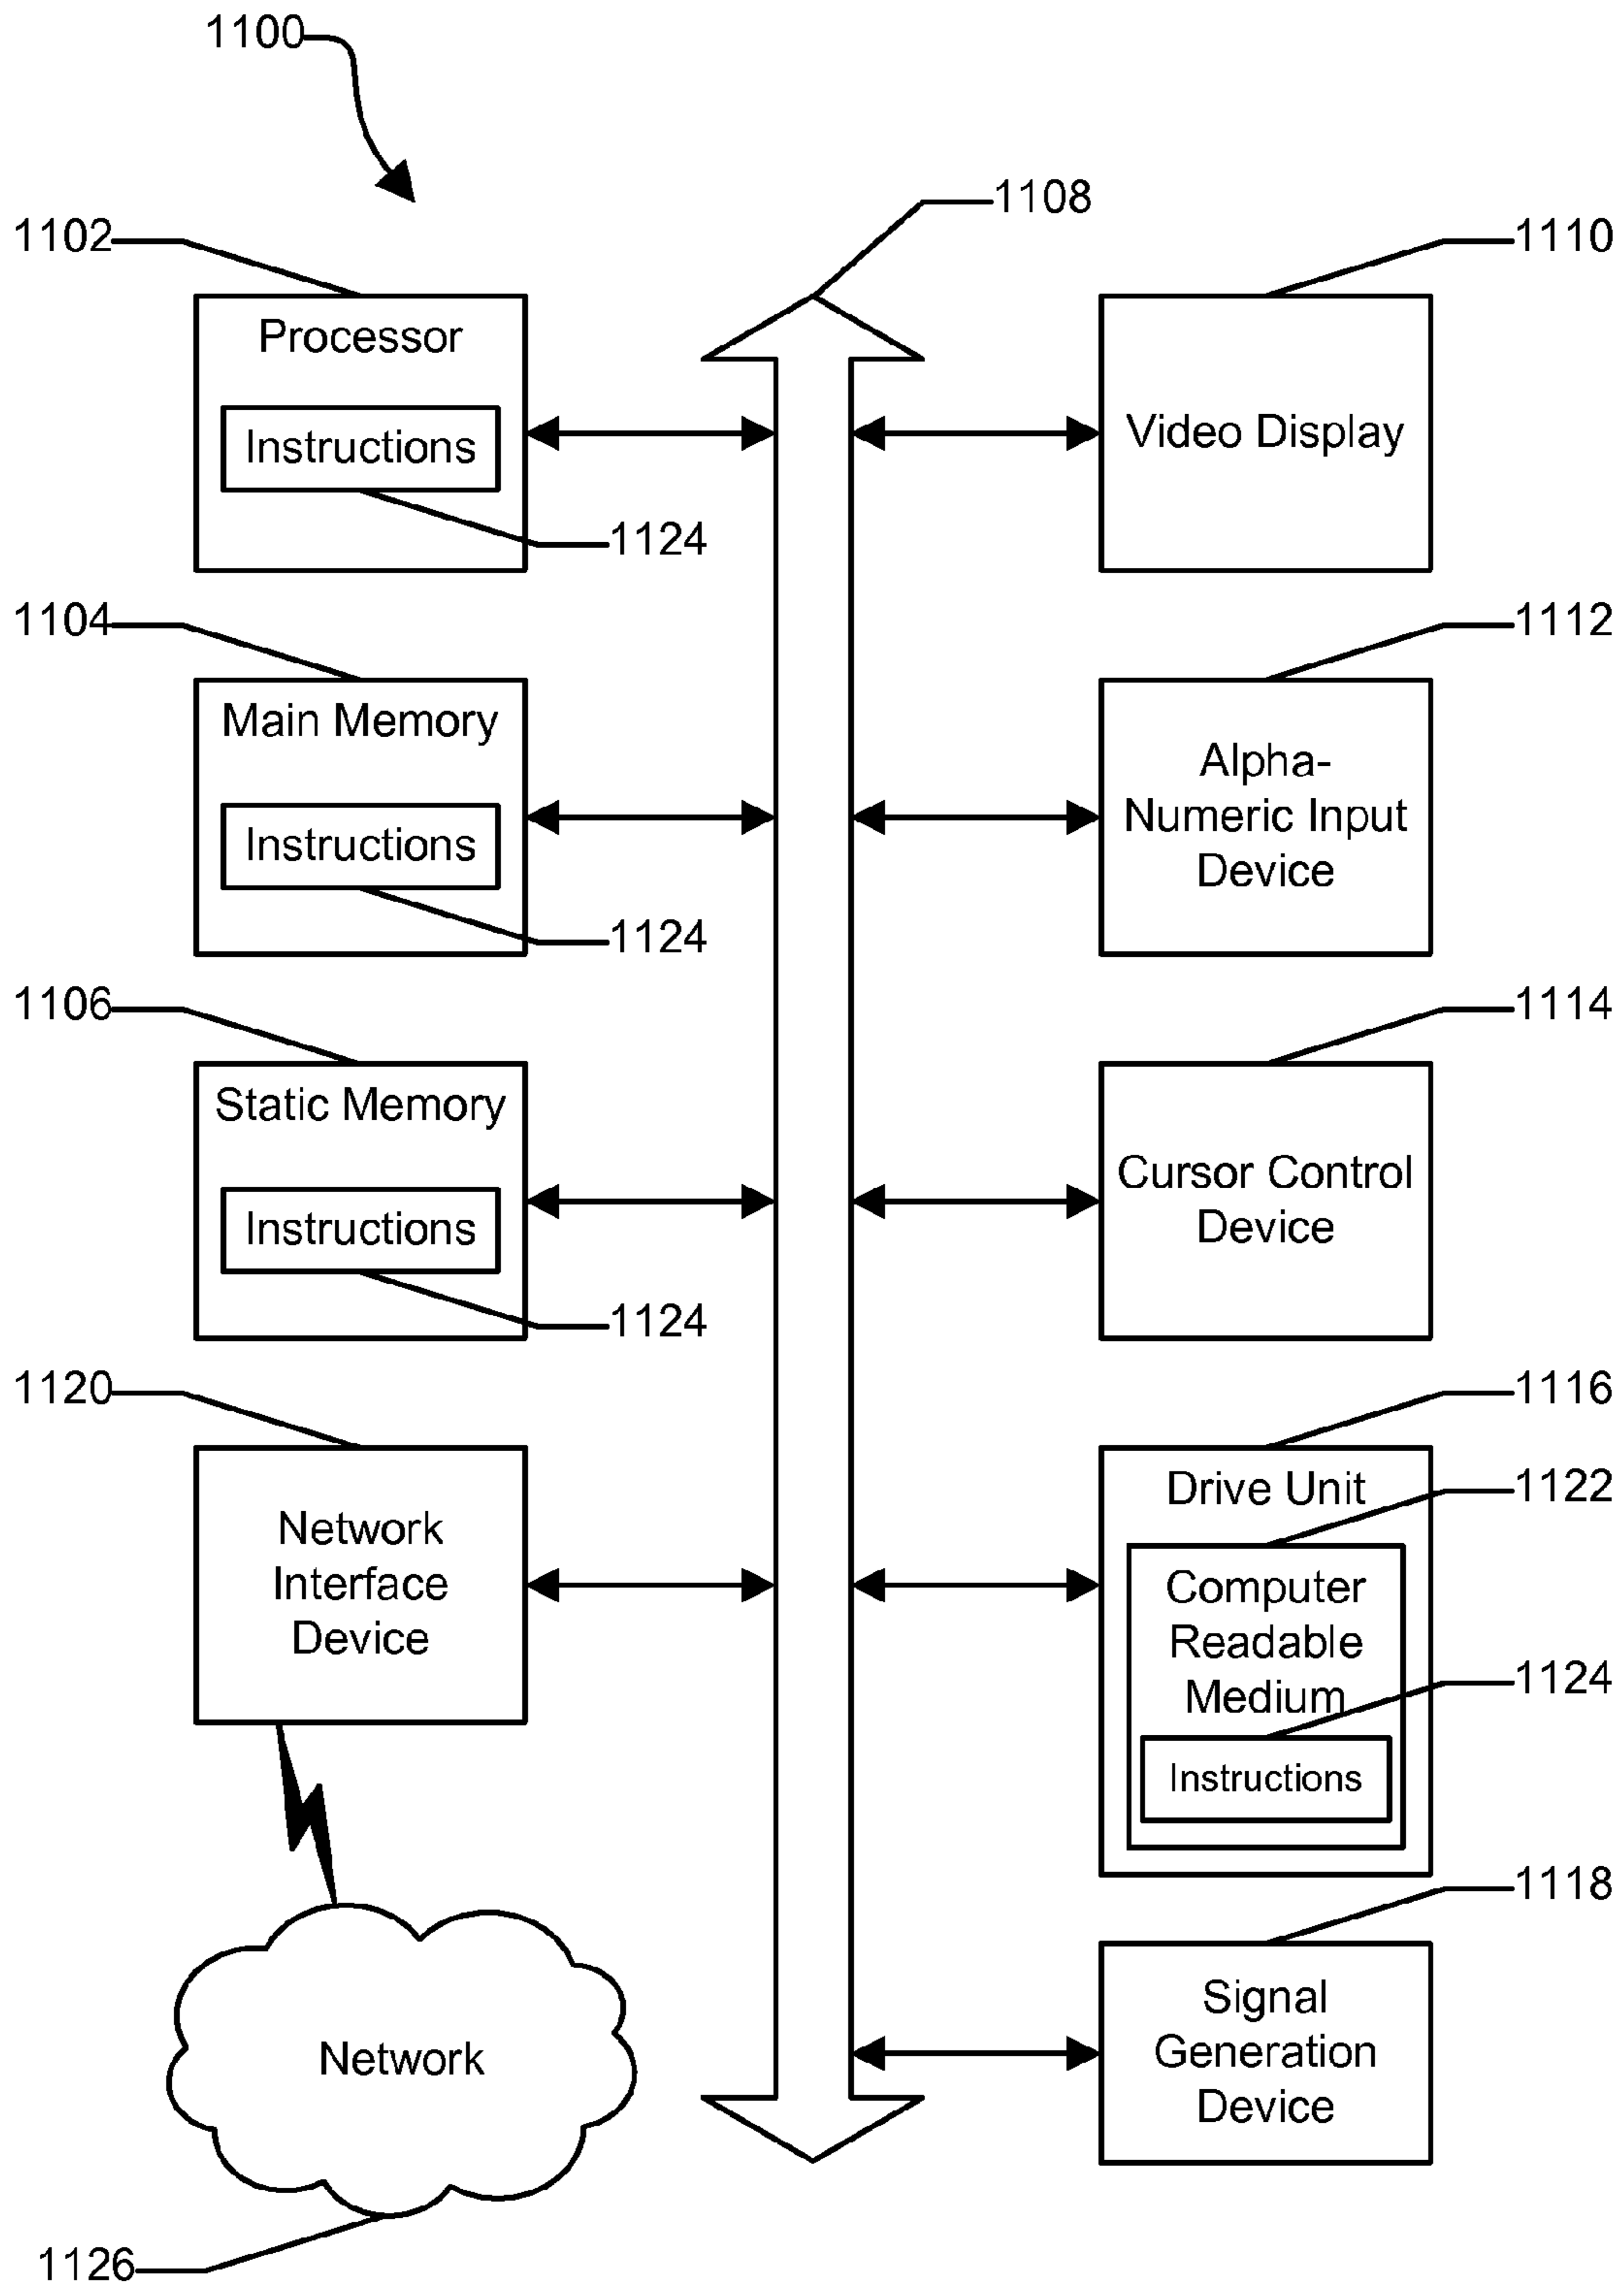 1100
1108
1102
1110
Processor
Instructions
1124
Video Display
1104
1112
Main Memory
Instructions
1124
Alpha-
Numeric Input
Device
1106
1114
Static Memory
Instructions
1124
Cursor Control
Device
1120
1116
Network
Interface
Device
Drive Unit
1122
Computer
Readable
Medium
1124
Instructions
1118
Signal
Generation
Device
Network
1126